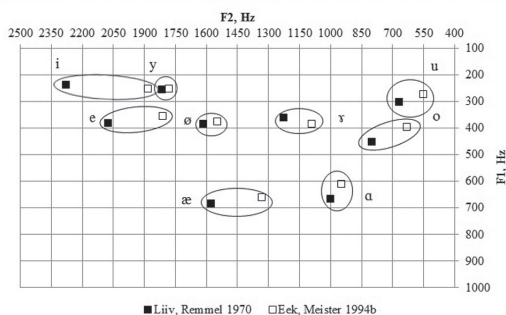 F2, Hz
2500 2350 2200 2050 1900 1750 1600 1450 1300 1150 1000 850 700 550 400
100
200
300
400
500
600
700
800
900
1000
F1, Hz
i
y
u
e
ø
ɤ
o
æ
ɑ
■ Liiv, Remmel 1970 □ Eek, Meister 1994b